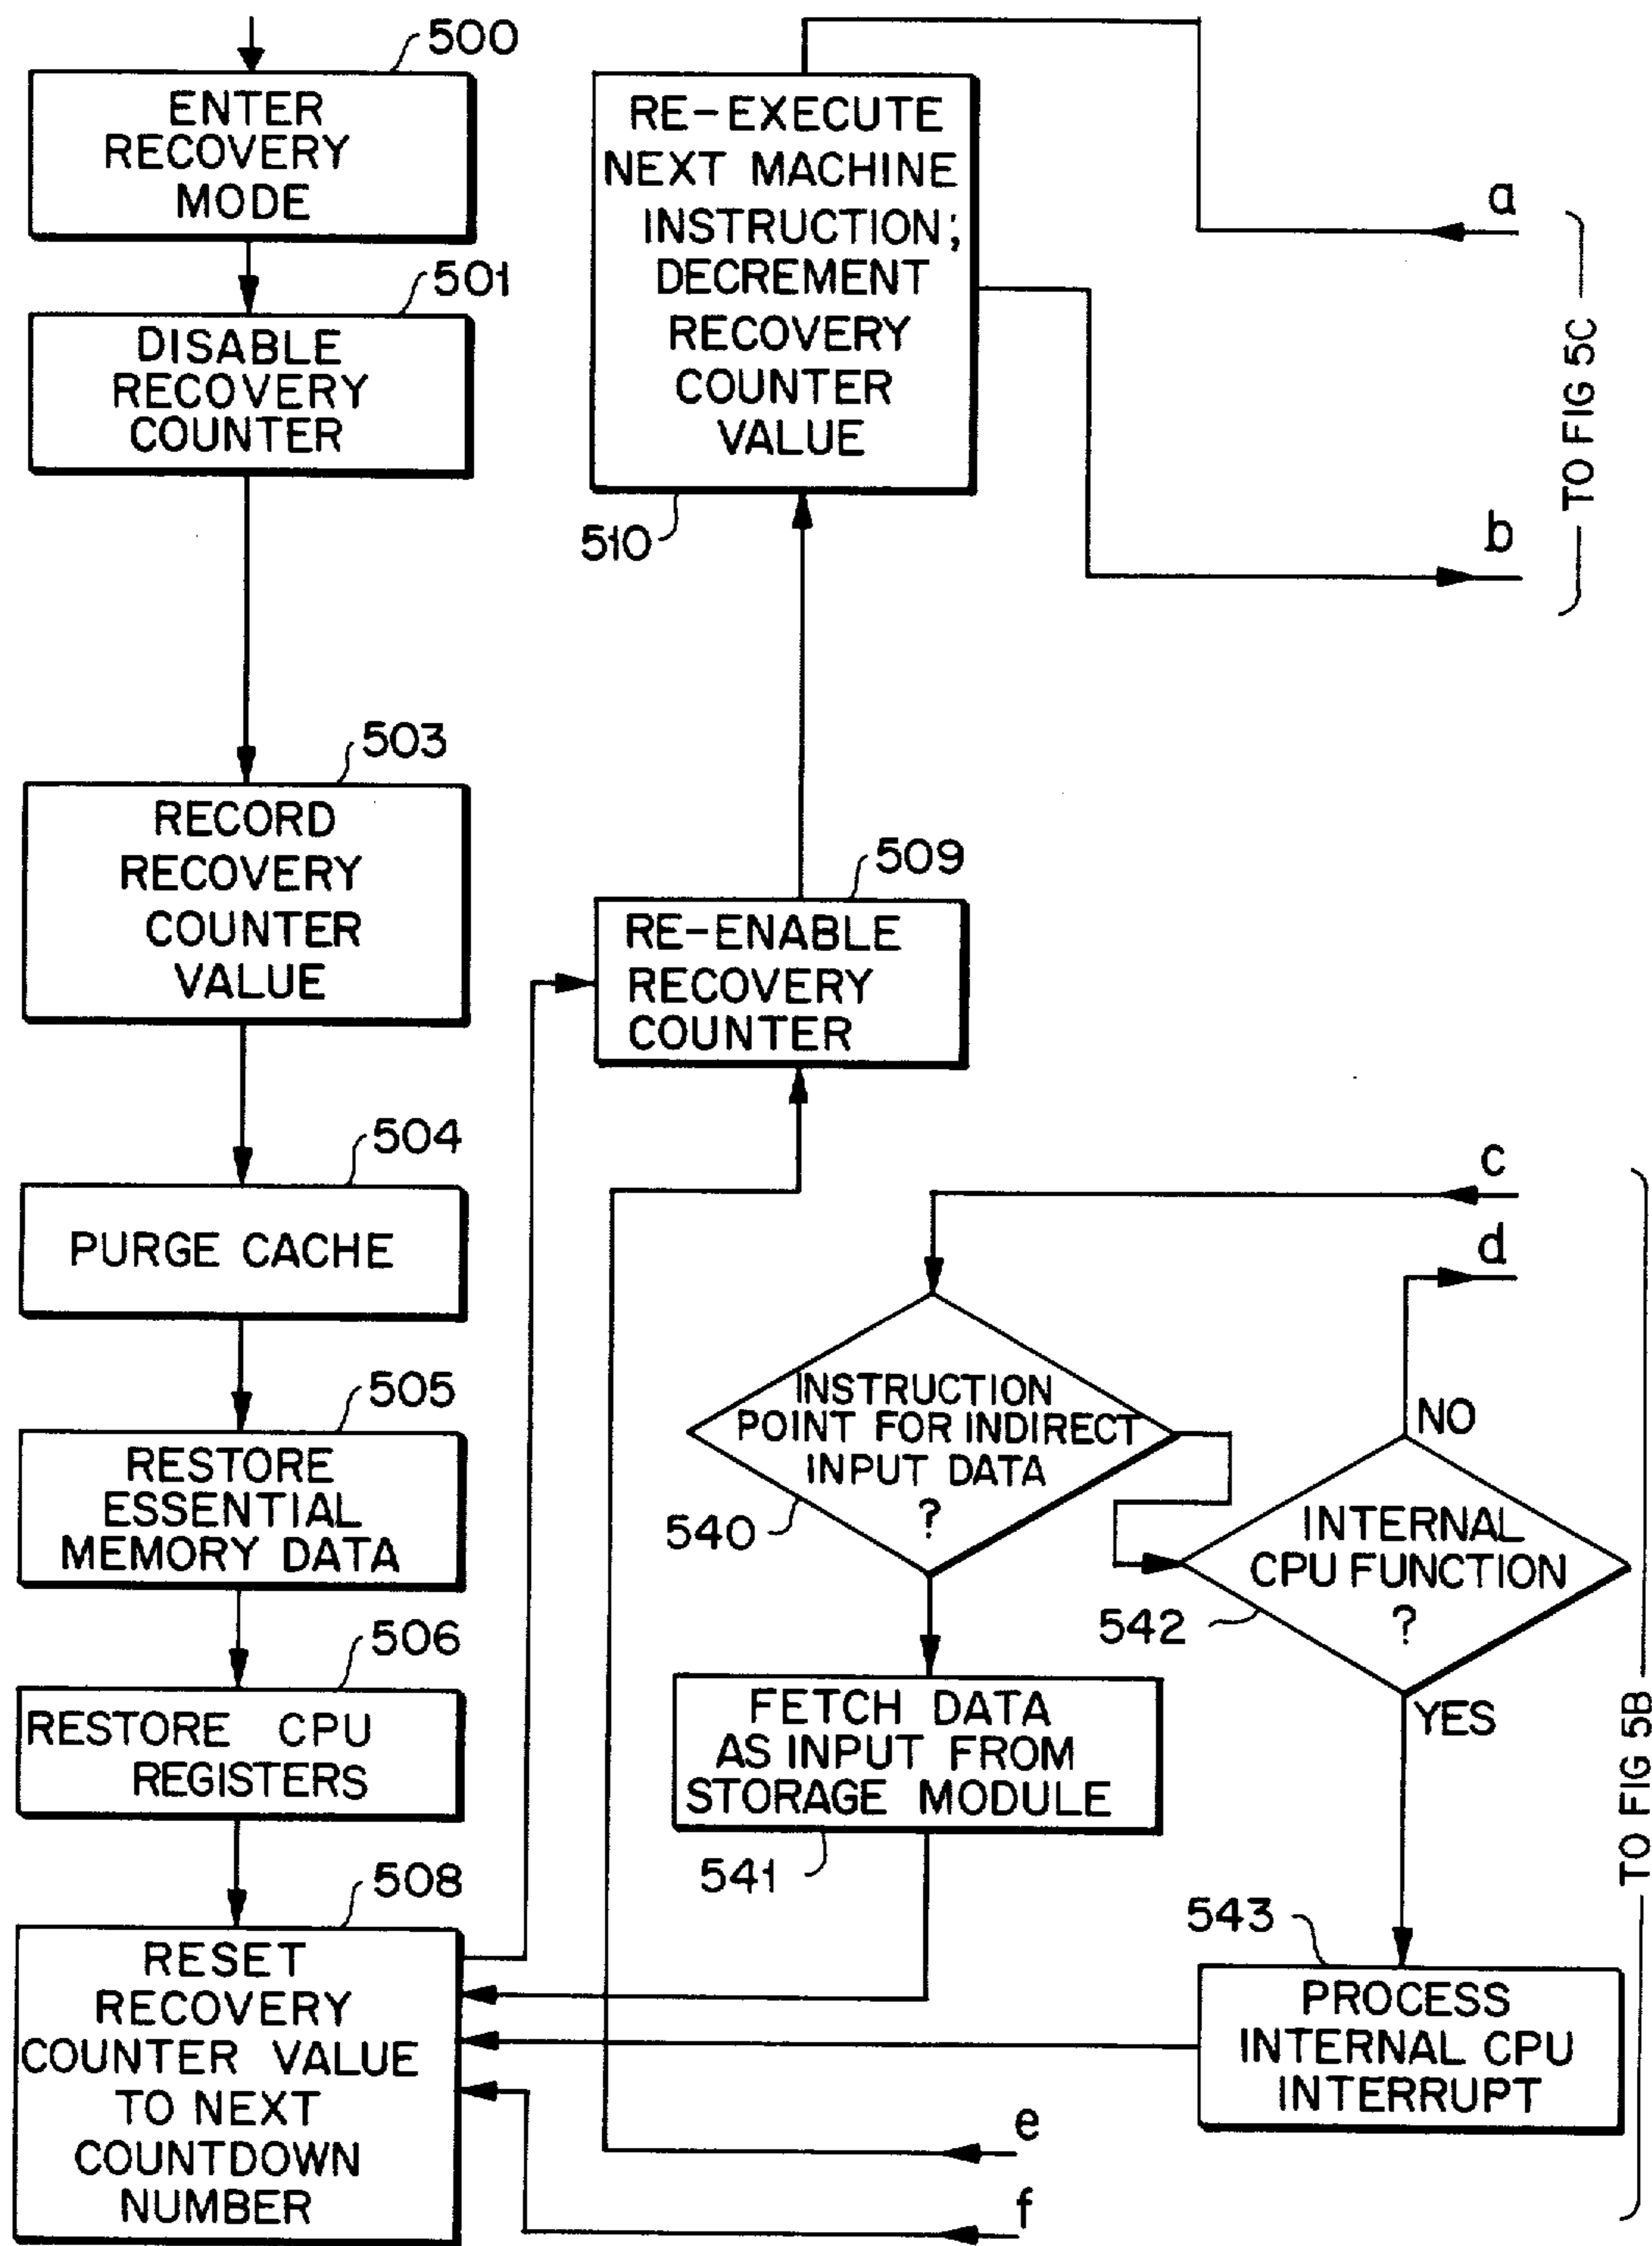 500
ENTER
RECOVERY
MODE
501
DISABLE
RECOVERY
COUNTER
503
RECORD
RECOVERY
COUNTER
VALUE
504
PURGE CACHE
505
RESTORE
ESSENTIAL
MEMORY DATA
506
RESTORE CPU
REGISTERS
508
RESET
RECOVERY
COUNTER VALUE
TO NEXT
COUNTDOWN
NUMBER
RE-EXECUTE
NEXT MACHINE
INSTRUCTION;
DECREMENT
RECOVERY
COUNTER
VALUE
510
a
b
TO FIG 5C
509
RE-ENABLE
RECOVERY
COUNTER
c
d
INSTRUCTION
POINT FOR INDIRECT
INPUT DATA
?
540
NO
INTERNAL
CPU FUNCTION
?
542
YES
FETCH DATA
AS INPUT FROM
STORAGE MODULE
541
543
PROCESS
INTERNAL CPU
INTERRUPT
e
f
TO FIG 5B